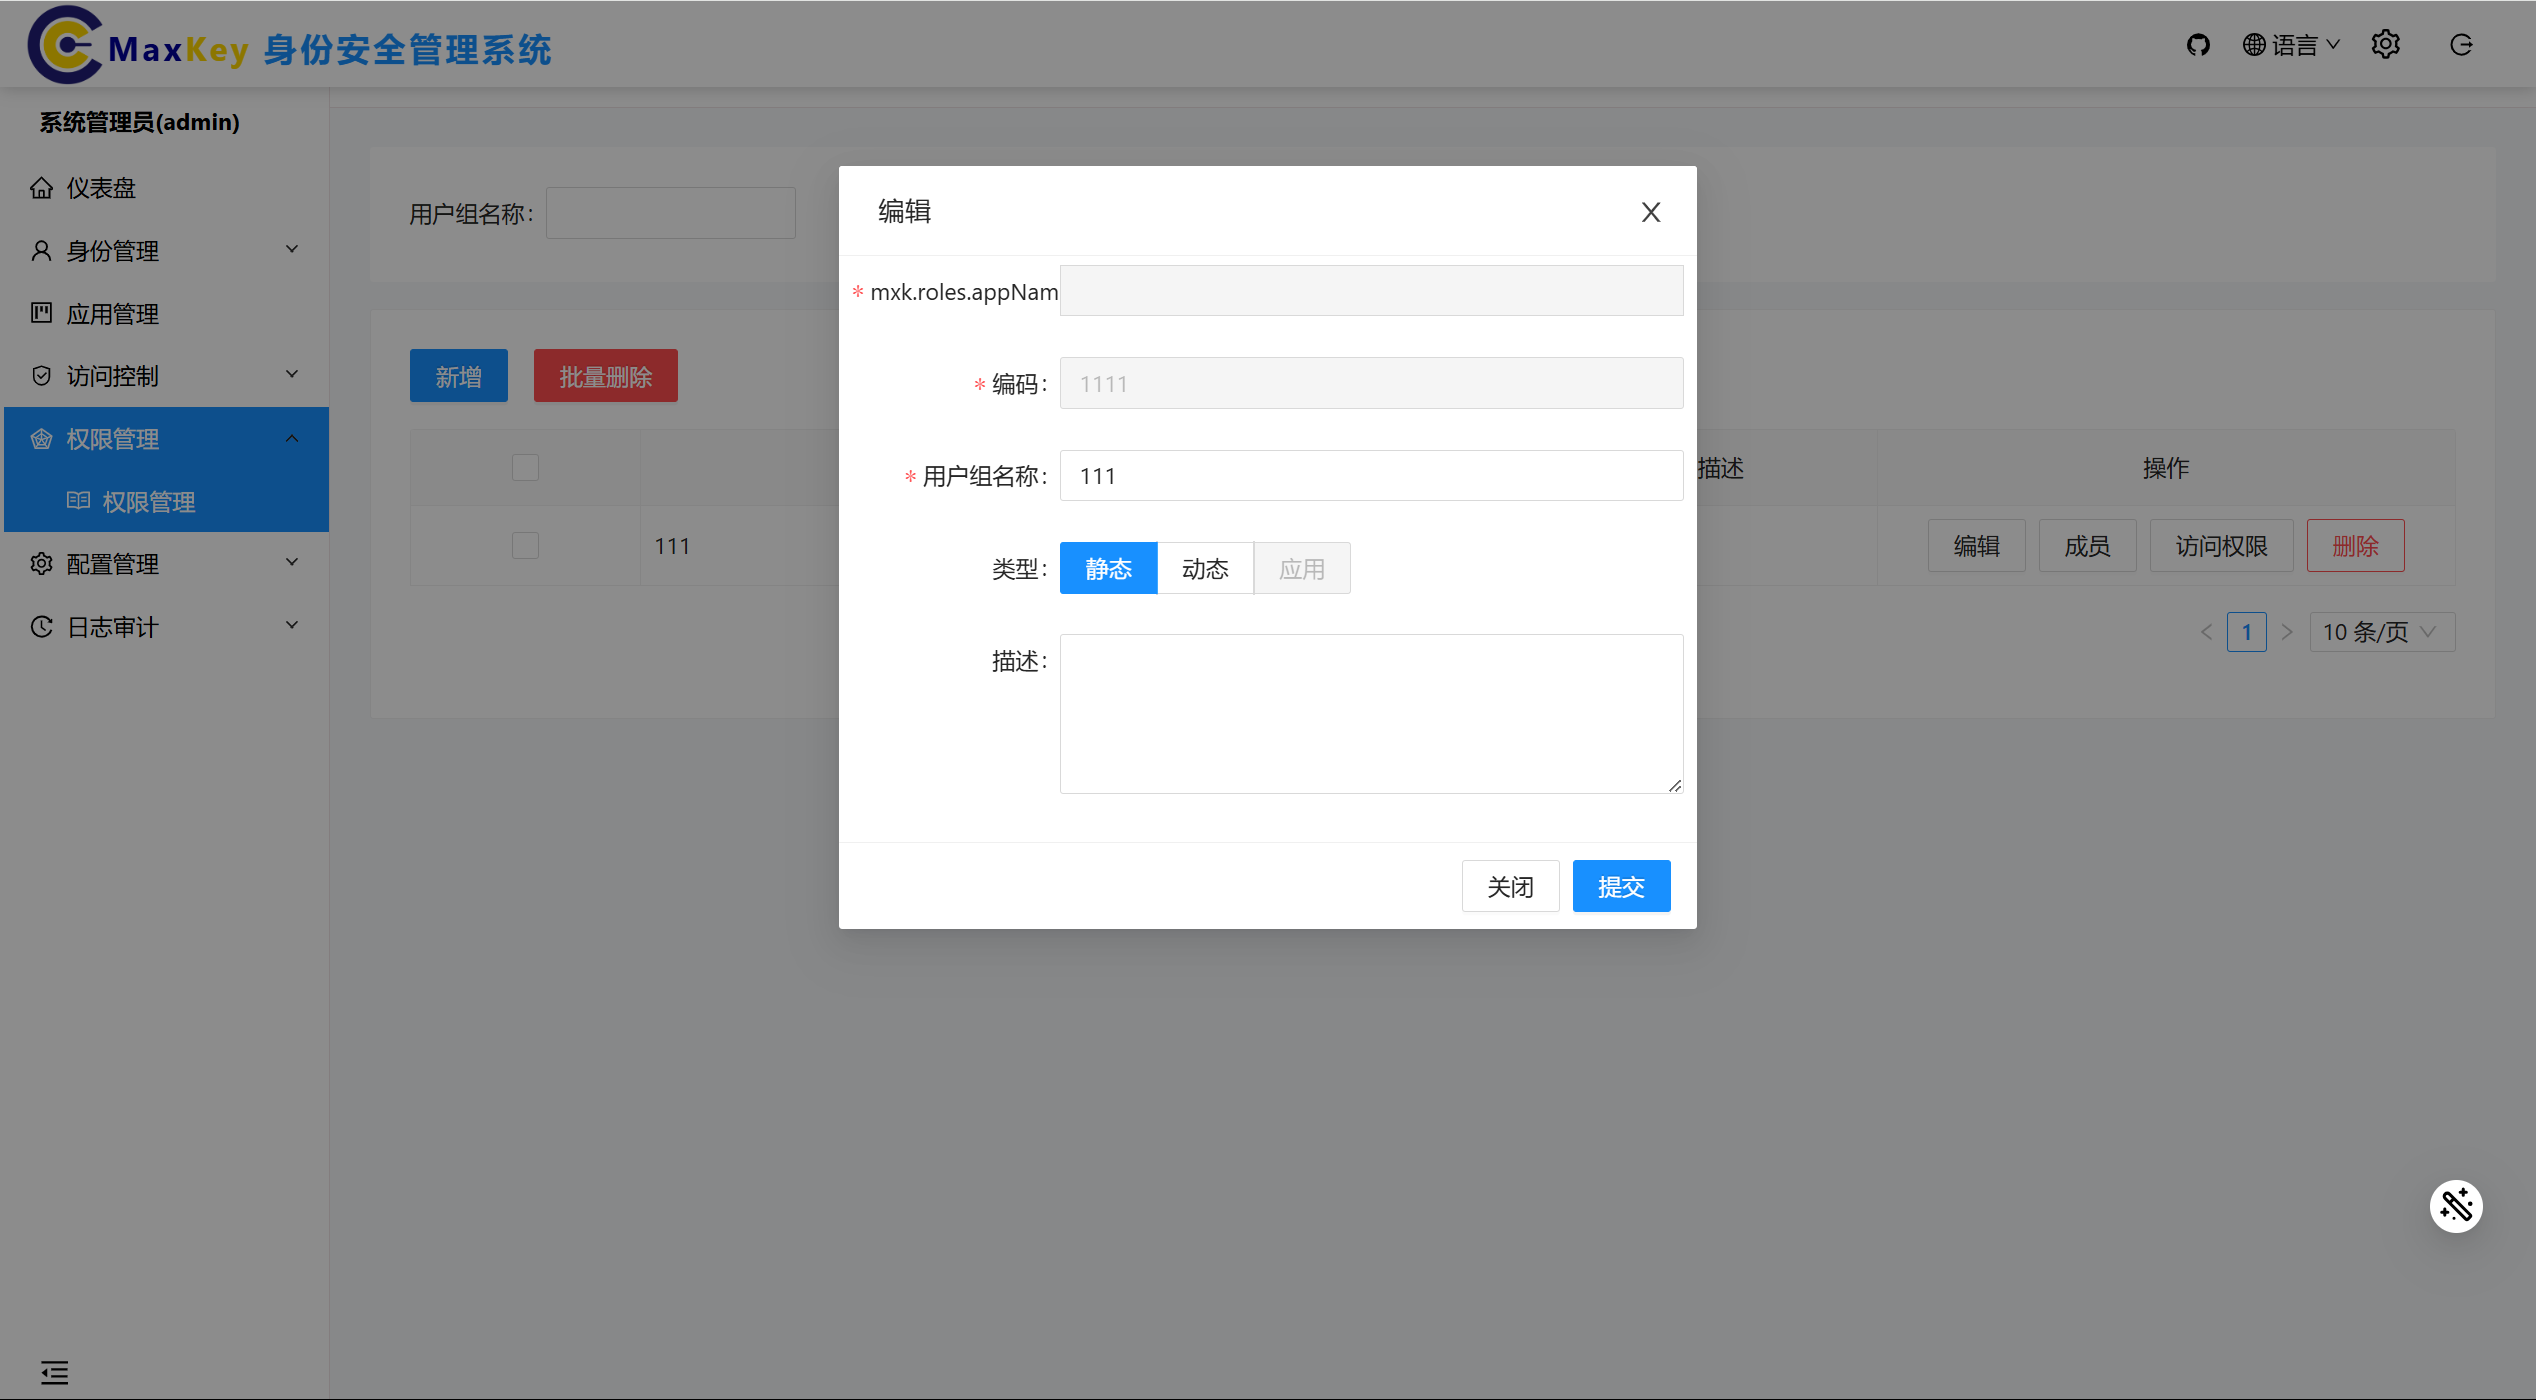 MaxKey 身份安全管理系统
语言
系统管理员(admin)
仪表盘
身份管理
应用管理
访问控制
权限管理
权限管理
配置管理
日志审计
用户组名称:
新增 批量删除
描述 操作
111 编辑 成员 访问权限 删除
1 10 条/页
编辑
* mxk.roles.appNam
* 编码: 1111
* 用户组名称: 111
类型: 静态 动态 应用
描述:
关闭 提交